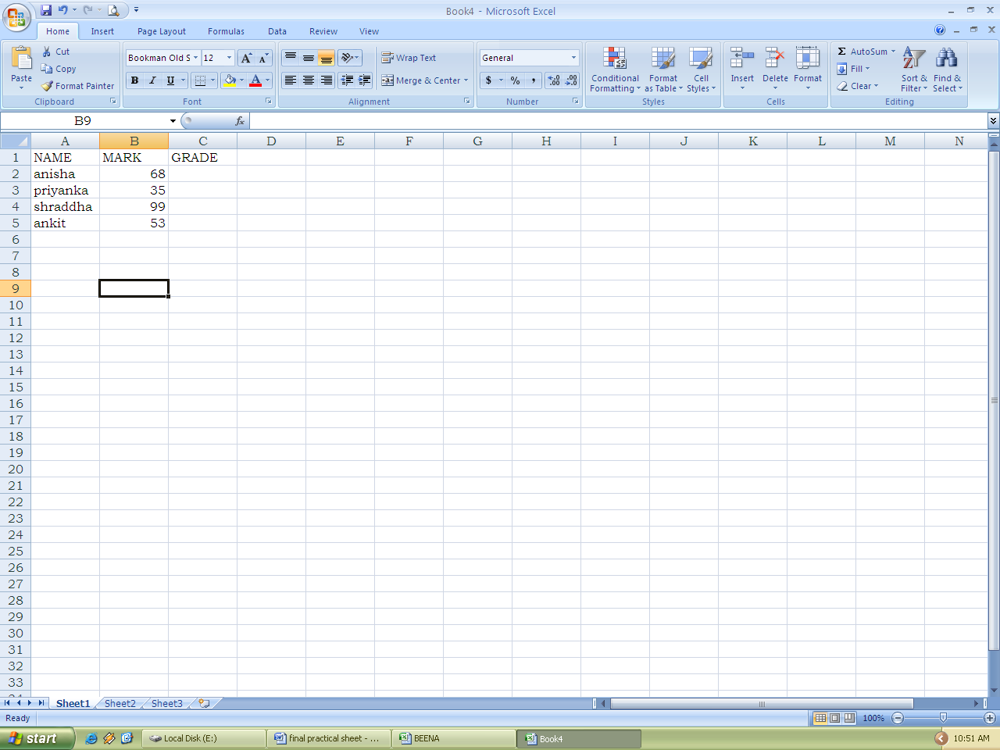 Book4 - Microsoft Excel
Home Insert Page Layout Formulas Data Review View
Paste
Cut
Copy
Format Painter
Clipboard
Bookman Old S 12
B I U
Font
Wrap Text
Merge & Center
Alignment
General
$ % ,
Number
Conditional Formatting
Format as Table
Cell Styles
Styles
Insert Delete Format
Cells
Σ AutoSum
Fill
Clear
Sort & Filter
Find & Select
Editing
B9 fx
A B C D E F G H I J K L M N
1 NAME MARK GRADE
2 anisha 68
3 priyanka 35
4 shraddha 99
5 ankit 53
6
7
8
9
10
11
12
13
14
15
16
17
18
19
20
21
22
23
24
25
26
27
28
29
30
31
32
33
Sheet1 Sheet2 Sheet3
Ready 100%
start Local Disk (E:) final practical sheet - ... BEENA Book4 10:51 AM